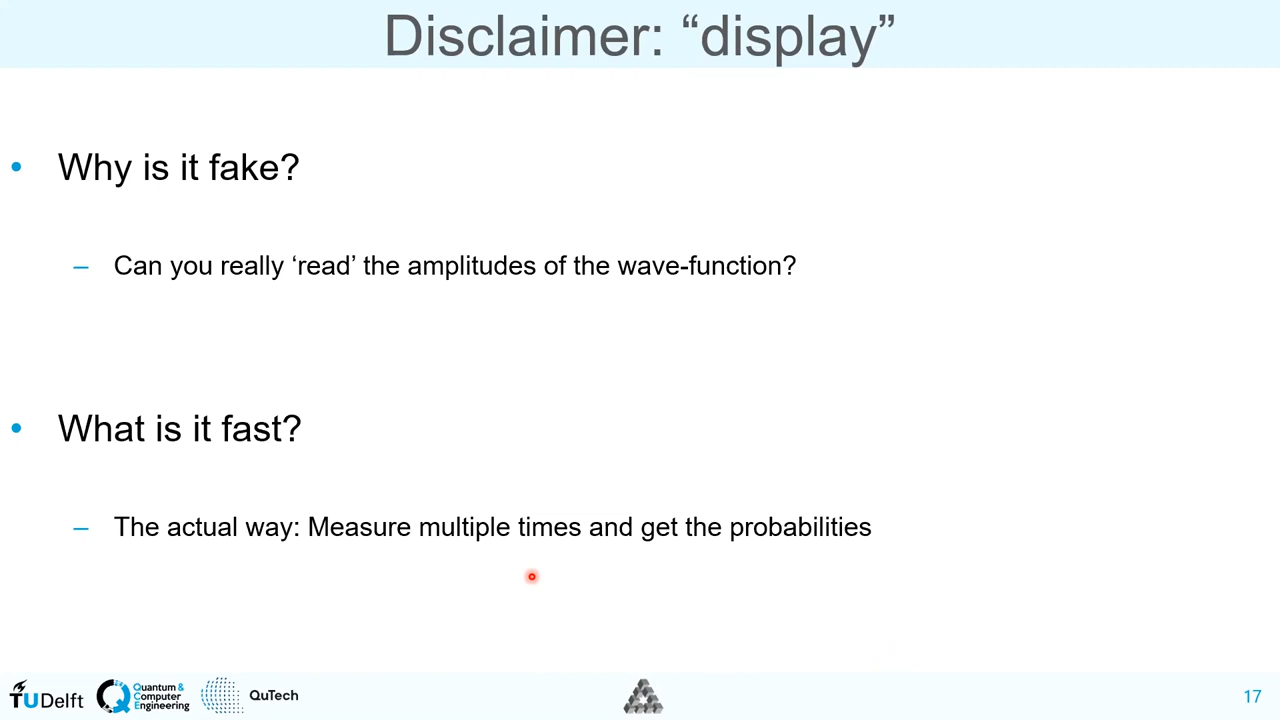 Disclaimer: “display”
• Why is it fake?
– Can you really ‘read’ the amplitudes of the wave-function?
• What is it fast?
– The actual way: Measure multiple times and get the probabilities
TUDelft
Quantum &
Computer
Engineering
QuTech
17